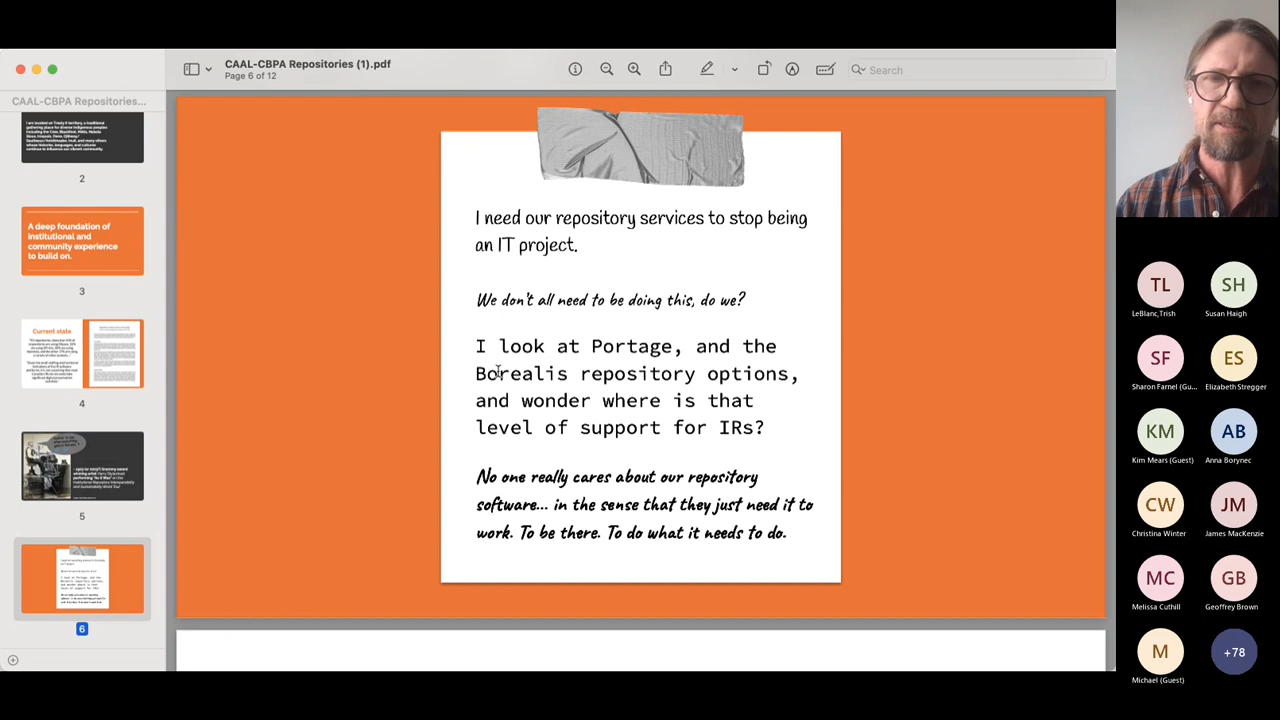 CAAL-CBPA Repositories (1).pdf
Page 6 of 12
Search
CAAL-CBPA Repositories...
2
A deep foundation of
institutional and
community experience
to build on.
3
Current state
4
5
6
I need our repository services to stop being
an IT project.
We don't all need to be doing this, do we?
I look at Portage, and the
Borealis repository options,
and wonder where is that
level of support for IRs?
No one really cares about our repository
software... in the sense that they just need it to
work. To be there. To do what it needs to do.
TL
LeBlanc,Trish
SH
Susan Haigh
SF
Sharon Farnel (Gu...
ES
Elizabeth Stregger
KM
Kim Mears (Guest)
AB
Anna Borynec
CW
Christina Winter
JM
James MacKenzie
MC
Melissa Cuthill
GB
Geoffrey Brown
M
Michael (Guest)
+78